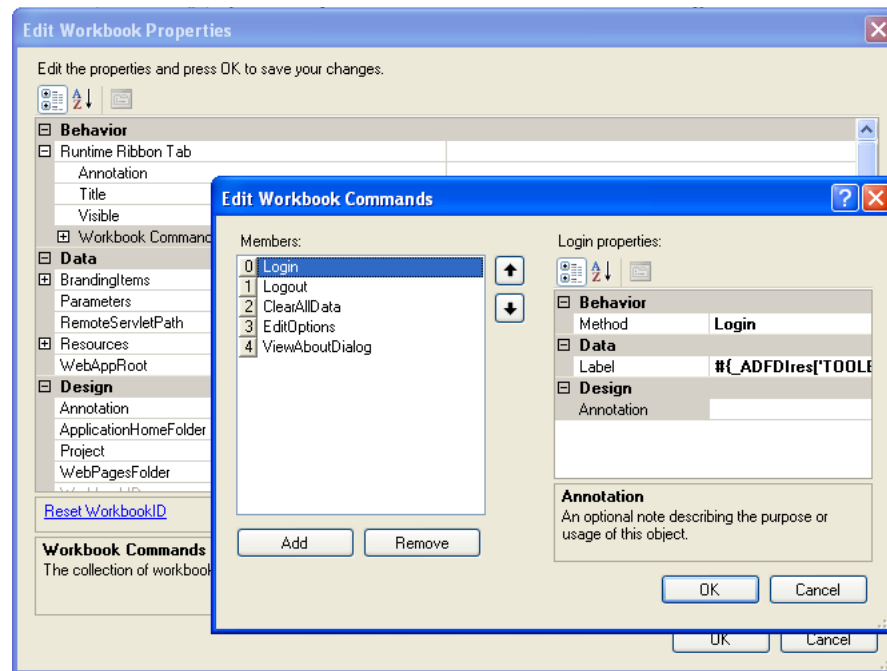 Edit Workbook Properties
Edit the properties and press OK to save your changes.
Behavior
Runtime Ribbon Tab
Annotation
Title
Visible
Workbook Command
Data
BrandingItems
Parameters
RemoteServletPath
Resources
WebAppRoot
Design
Annotation
ApplicationHomeFolder
Project
WebPagesFolder
Reset WorkbookID
Workbook Commands
The collection of workbook
OK Cancel
Edit Workbook Commands
Members:
0 Login
1 Logout
2 ClearAllData
3 EditOptions
4 ViewAboutDialog
Add Remove
Login properties:
Behavior
Method Login
Data
Label #{_ADFDIres['TOOLB
Design
Annotation
Annotation
An optional note describing the purpose or
usage of this object.
OK Cancel